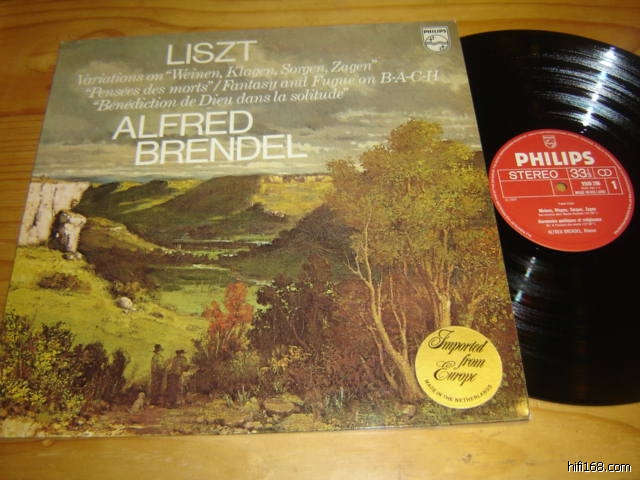 LISZT
PHILIPS
Variations on "Weinen, Klagen, Sorgen, Zagen"
"Pensées des morts"/Fantasy and Fugue on B-A-C-H
"Bénédiction de Dieu dans la solitude"
ALFRED
BRENDEL
Imported
from
Europe
MADE IN THE NETHERLANDS
PHILIPS
STEREO
33⅓
1
Weinen, Klagen, Sorgen, Zagen
Harmonies poétiques et religieuses
ALFRED BRENDEL, Piano
hifi168.com